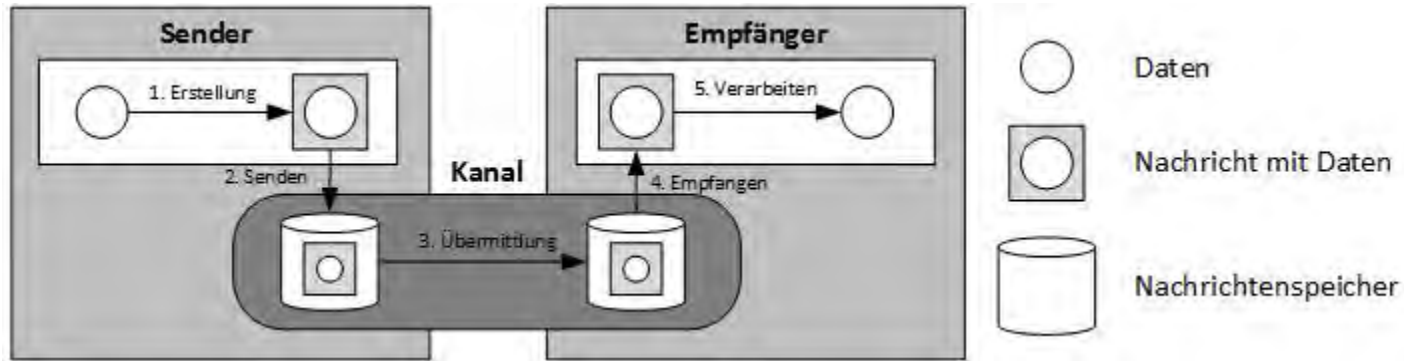 Sender
Empfänger
1. Erstellung
5. Verarbeiten
2. Senden
Kanal
4. Empfangen
3. Übermittlung
Daten
Nachricht mit Daten
Nachrichtenspeicher